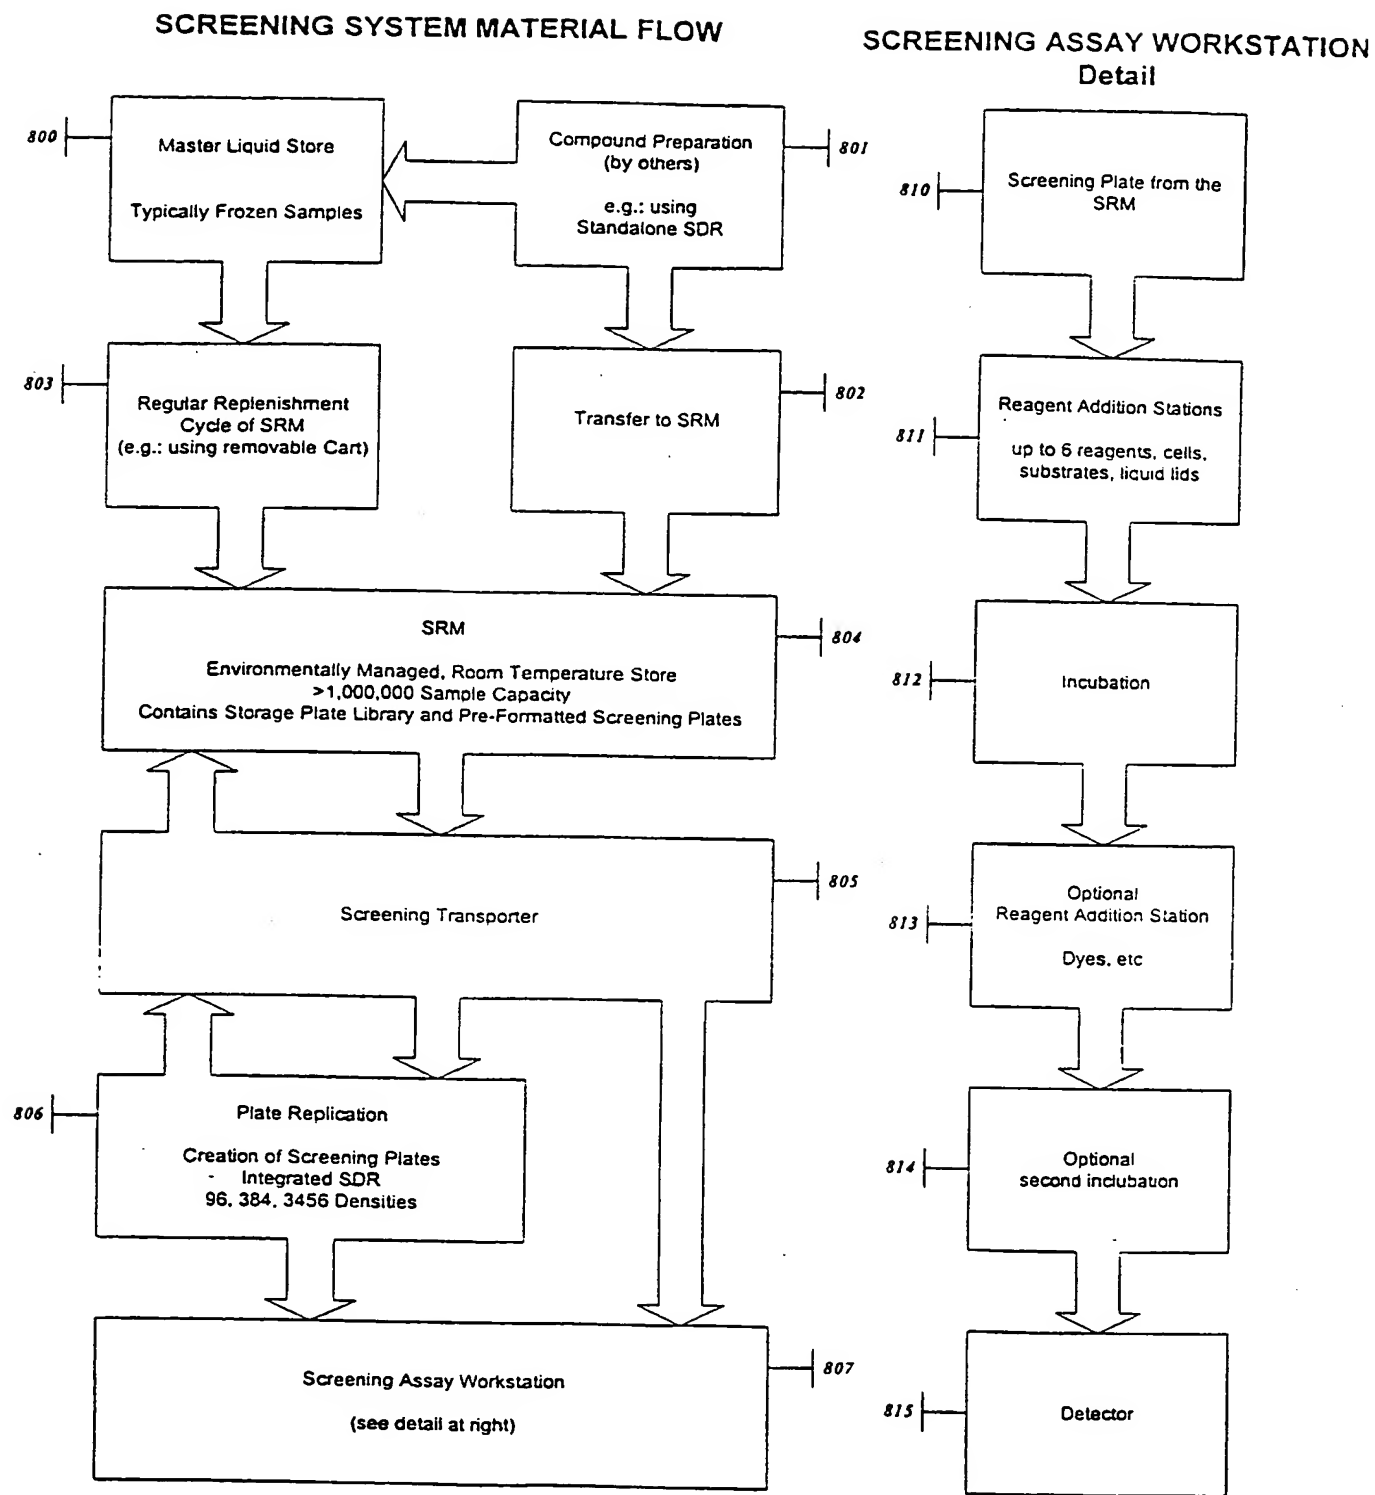 SCREENING SYSTEM MATERIAL FLOW
800
Master Liquid Store
Typically Frozen Samples
Compound Preparation
(by others)
e.g.: using
Standalone SDR
801
803
Regular Replenishment
Cycle of SRM
(e.g.: using removable Cart)
Transfer to SRM
802
SRM
Environmentally Managed, Room Temperature Store
>1,000,000 Sample Capacity
Contains Storage Plate Library and Pre-Formatted Screening Plates
804
Screening Transporter
805
806
Plate Replication
Creation of Screening Plates
- Integrated SDR
96, 384, 3456 Densities
Screening Assay Workstation
(see detail at right)
807
SCREENING ASSAY WORKSTATION
Detail
810
Screening Plate from the
SRM
811
Reagent Addition Stations
up to 6 reagents, cells,
substrates, liquid lids
812
Incubation
813
Optional
Reagent Addition Station
Dyes, etc
814
Optional
second inclubation
815
Detector